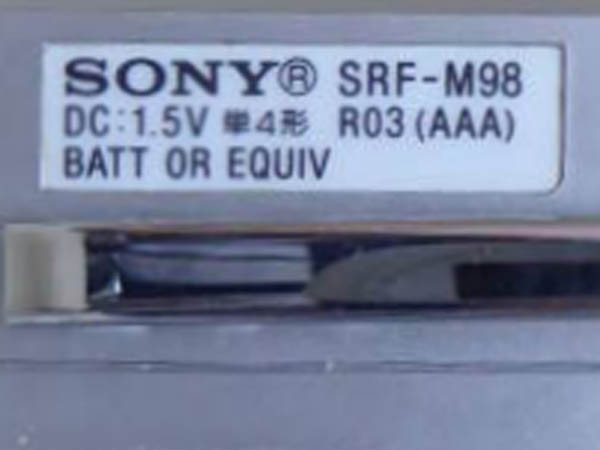 SONY® SRF-M98
DC:1.5V 単4形 R03 (AAA)
BATT OR EQUIV